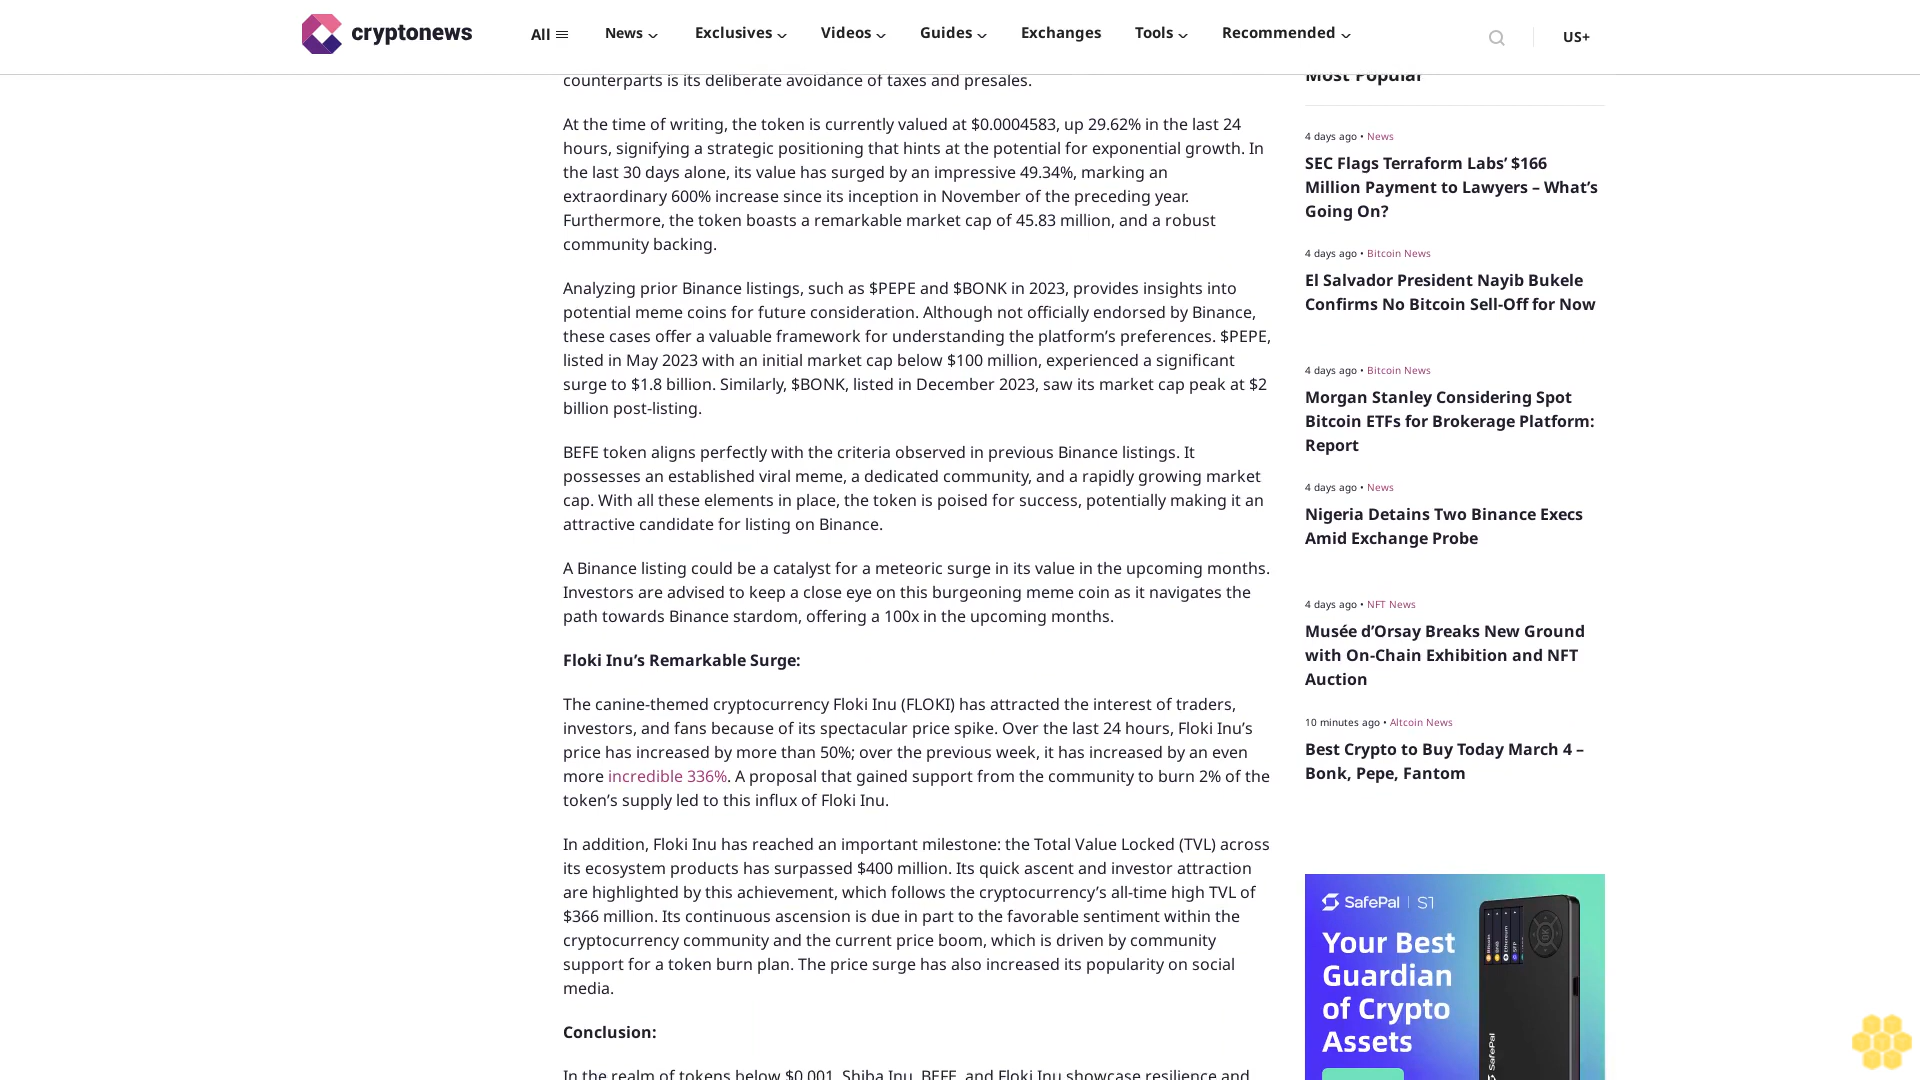 cryptonews
All
News
Exclusives
Videos
Guides
Exchanges
Tools
Recommended
US+
counterparts is its deliberate avoidance of taxes and presales.
At the time of writing, the token is currently valued at $0.0004583, up 29.62% in the last 24
hours, signifying a strategic positioning that hints at the potential for exponential growth. In
the last 30 days alone, its value has surged by an impressive 49.34%, marking an
extraordinary 600% increase since its inception in November of the preceding year.
Furthermore, the token boasts a remarkable market cap of 45.83 million, and a robust
community backing.
Analyzing prior Binance listings, such as $PEPE and $BONK in 2023, provides insights into
potential meme coins for future consideration. Although not officially endorsed by Binance,
these cases offer a valuable framework for understanding the platform’s preferences. $PEPE,
listed in May 2023 with an initial market cap below $100 million, experienced a significant
surge to $1.8 billion. Similarly, $BONK, listed in December 2023, saw its market cap peak at $2
billion post-listing.
BEFE token aligns perfectly with the criteria observed in previous Binance listings. It
possesses an established viral meme, a dedicated community, and a rapidly growing market
cap. With all these elements in place, the token is poised for success, potentially making it an
attractive candidate for listing on Binance.
A Binance listing could be a catalyst for a meteoric surge in its value in the upcoming months.
Investors are advised to keep a close eye on this burgeoning meme coin as it navigates the
path towards Binance stardom, offering a 100x in the upcoming months.
Floki Inu’s Remarkable Surge:
The canine-themed cryptocurrency Floki Inu (FLOKI) has attracted the interest of traders,
investors, and fans because of its spectacular price spike. Over the last 24 hours, Floki Inu’s
price has increased by more than 50%; over the previous week, it has increased by an even
more incredible 336%. A proposal that gained support from the community to burn 2% of the
token’s supply led to this influx of Floki Inu.
In addition, Floki Inu has reached an important milestone: the Total Value Locked (TVL) across
its ecosystem products has surpassed $400 million. Its quick ascent and investor attraction
are highlighted by this achievement, which follows the cryptocurrency’s all-time high TVL of
$366 million. Its continuous ascension is due in part to the favorable sentiment within the
cryptocurrency community and the current price boom, which is driven by community
support for a token burn plan. The price surge has also increased its popularity on social
media.
Conclusion:
In the realm of tokens below $0.001, Shiba Inu, BEFE, and Floki Inu showcase resilience and
Most Popular
4 days ago • News
SEC Flags Terraform Labs’ $166
Million Payment to Lawyers – What’s
Going On?
4 days ago • Bitcoin News
El Salvador President Nayib Bukele
Confirms No Bitcoin Sell-Off for Now
4 days ago • Bitcoin News
Morgan Stanley Considering Spot
Bitcoin ETFs for Brokerage Platform:
Report
4 days ago • News
Nigeria Detains Two Binance Execs
Amid Exchange Probe
4 days ago • NFT News
Musée d’Orsay Breaks New Ground
with On-Chain Exhibition and NFT
Auction
10 minutes ago • Altcoin News
Best Crypto to Buy Today March 4 –
Bonk, Pepe, Fantom
SafePal | S1
Your Best
Guardian
of Crypto
Assets
SafePal